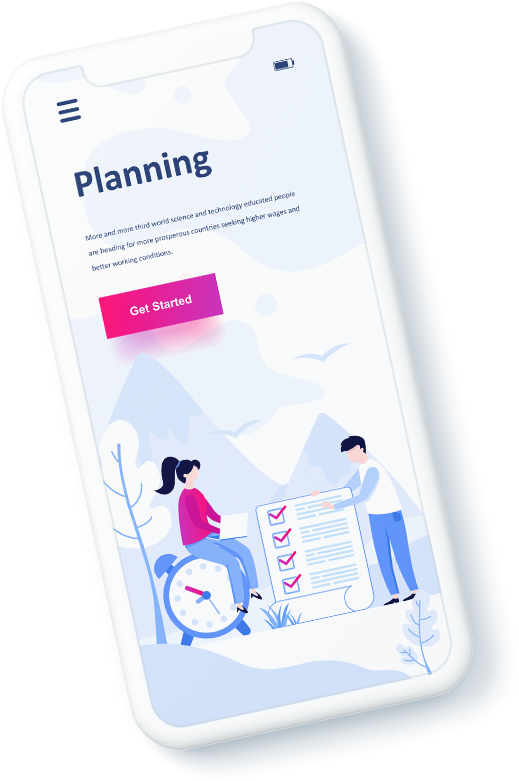 Planning
More and more third world science and technology educated people
are heading for more prosperous countries seeking higher wages and
better working conditions.
Get Started